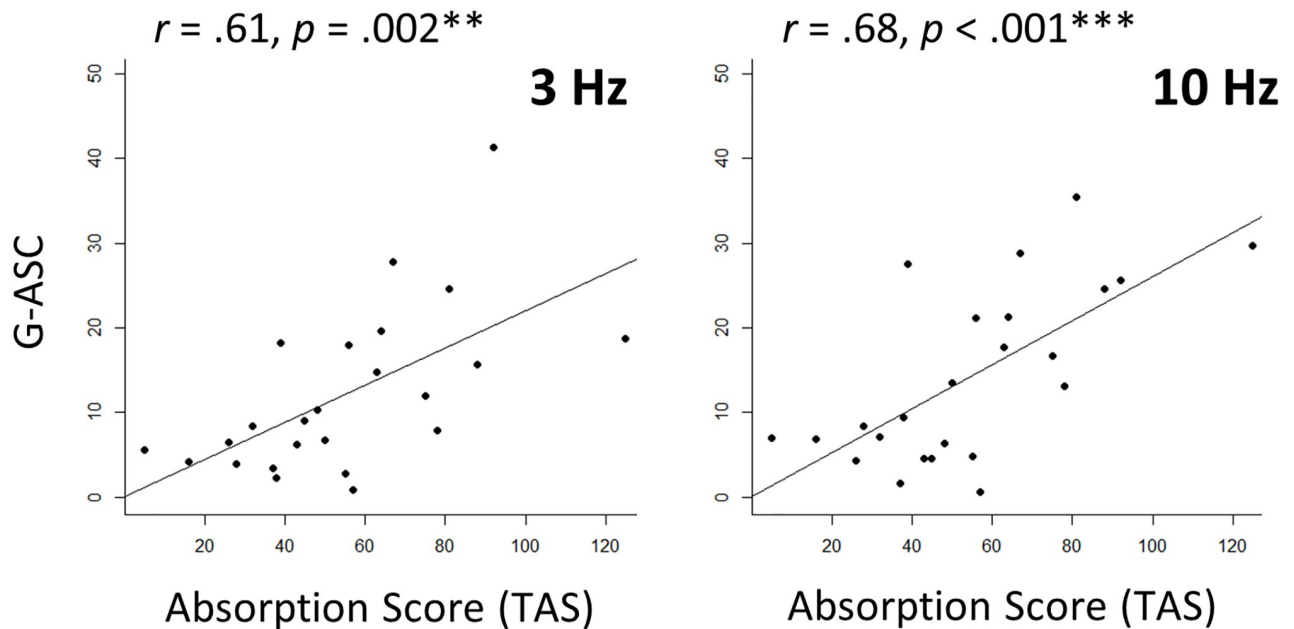 r = .61, p = .002**
3 Hz
50
40
30
20
10
0
G-ASC
20 40 60 80 100 120
Absorption Score (TAS)
r = .68, p < .001***
10 Hz
50
40
30
20
10
0
20 40 60 80 100 120
Absorption Score (TAS)